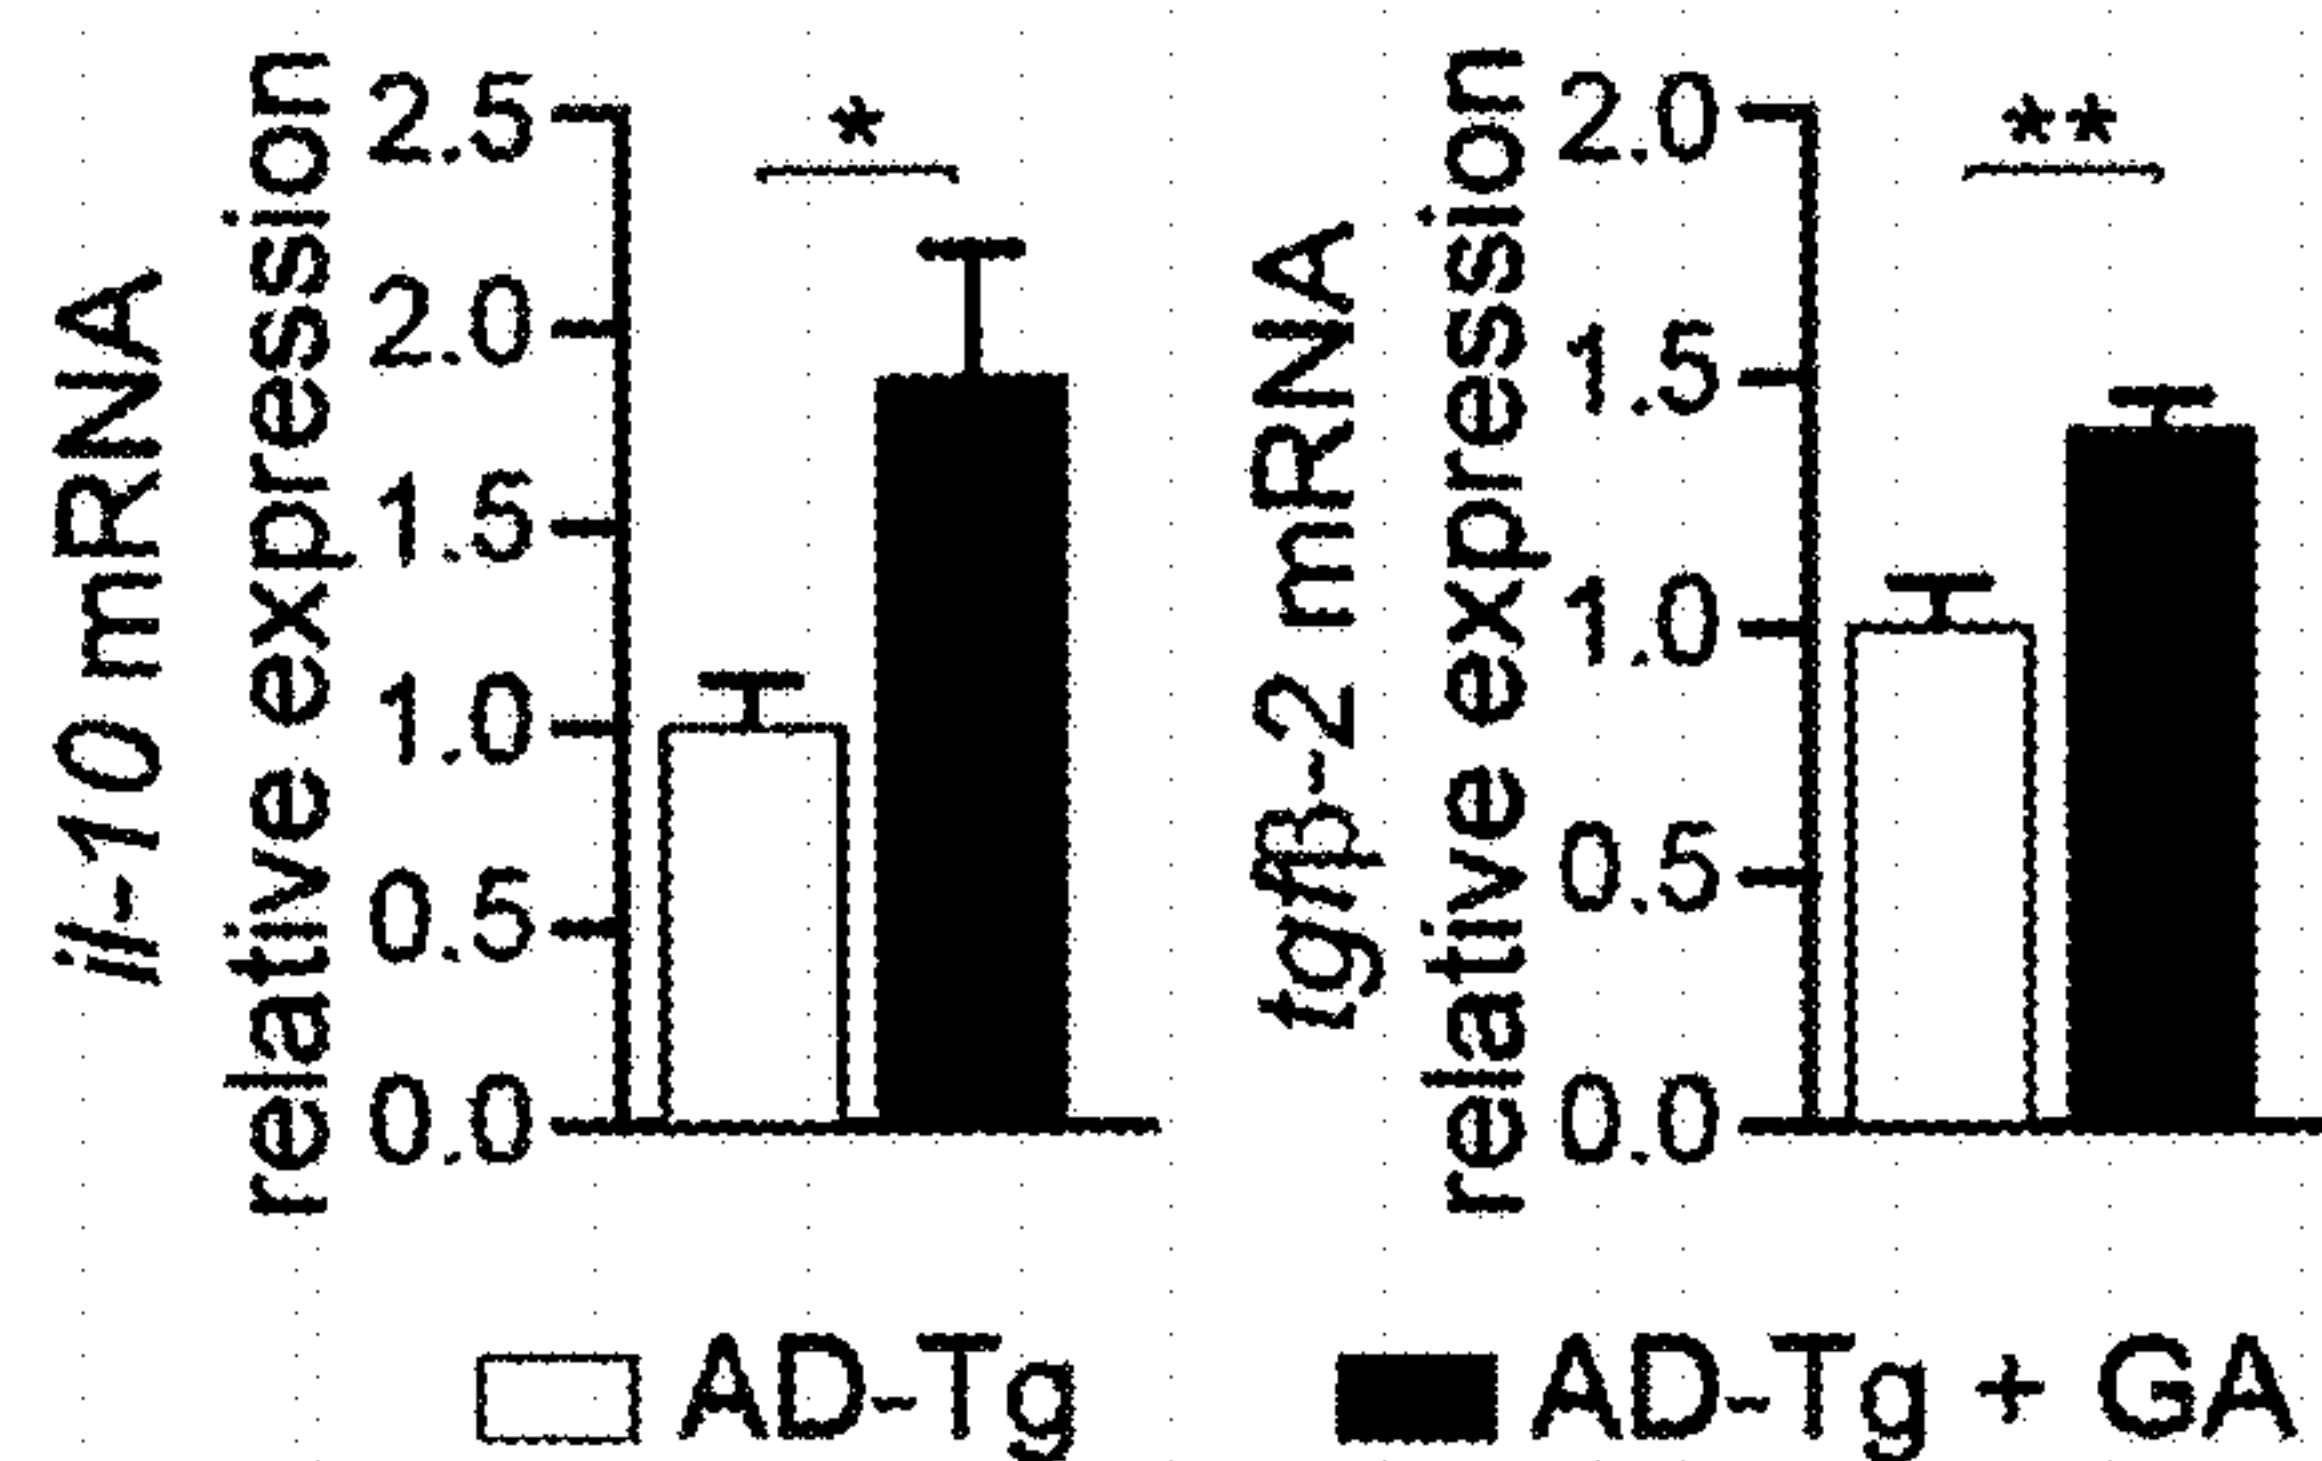 il-10 mRNA
relative expression
2.5
2.0
1.5
1.0
0.5
0.0
*
tgfβ-2 mRNA
relative expression
2.0
1.5
1.0
0.5
0.0
**
AD-Tg
AD-Tg + GA